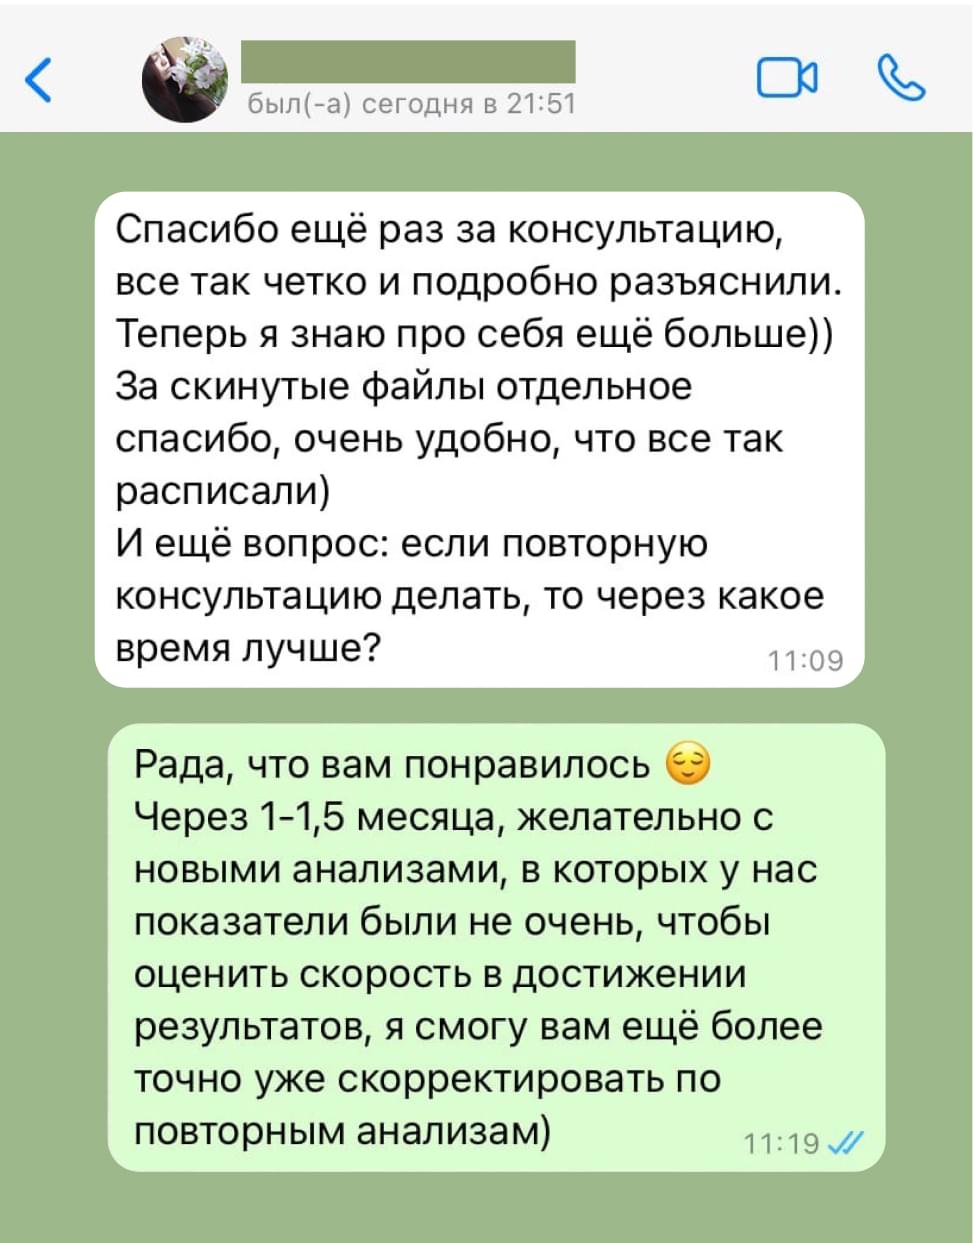 был(-а) сегодня в 21:51
Спасибо ещё раз за консультацию,
все так четко и подробно разъяснили.
Теперь я знаю про себя ещё больше))
За скинутые файлы отдельное
спасибо, очень удобно, что все так
расписали)
И ещё вопрос: если повторную
консультацию делать, то через какое
время лучше?
11:09
Рада, что вам понравилось 😌
Через 1-1,5 месяца, желательно с
новыми анализами, в которых у нас
показатели были не очень, чтобы
оценить скорость в достижении
результатов, я смогу вам ещё более
точно уже скорректировать по
повторным анализам)
11:19